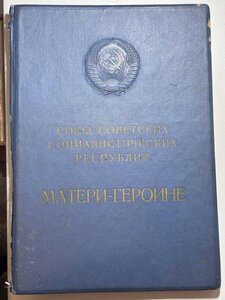 СОЮЗ СОВЕТСКИХ
СОЦИАЛИСТИЧЕСКИХ
РЕСПУБЛИК
МАТЕРИ-ГЕРОИНЕ